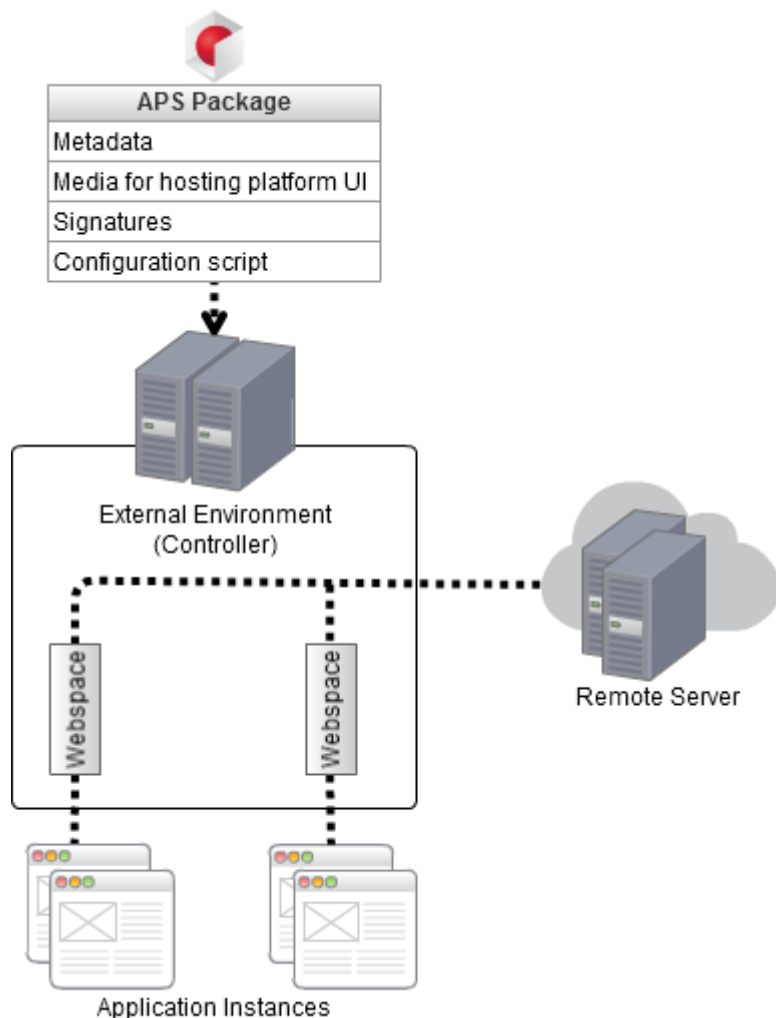 APS Package
Metadata
Media for hosting platform UI
Signatures
Configuration script
External Environment
(Controller)
Remote Server
Webspace
Webspace
Application Instances